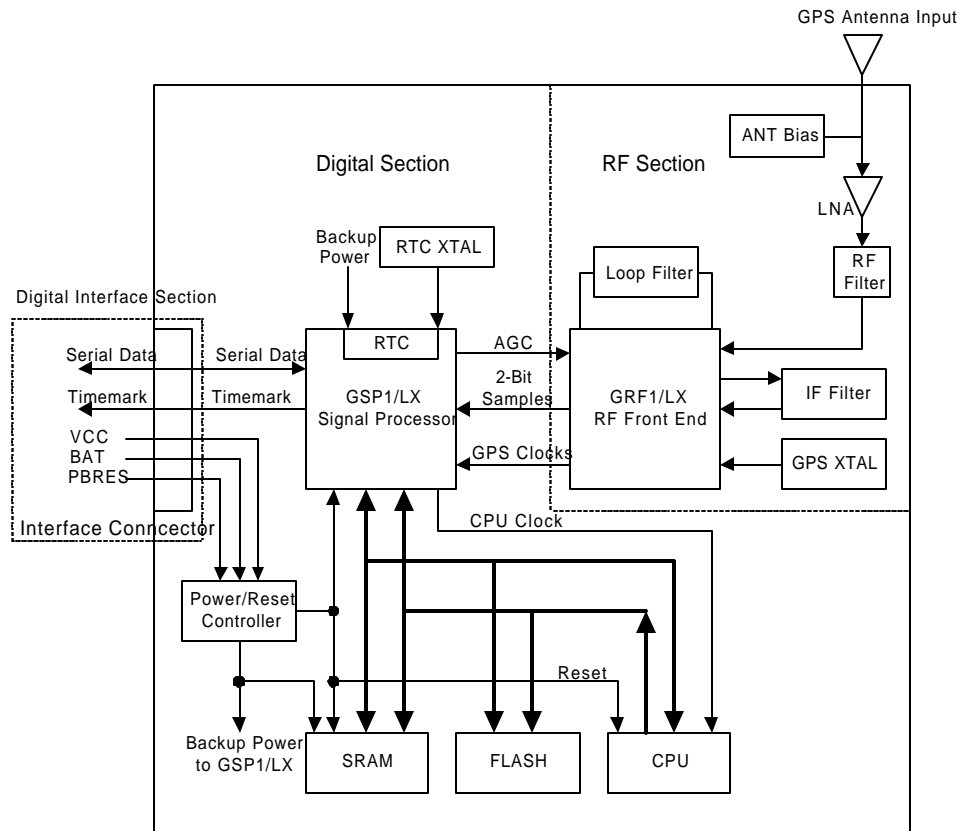 GPS Antenna Input
ANT Bias
Digital Section
RF Section
LNA
Backup
Power
RTC XTAL
RF
Filter
Loop Filter
Digital Interface Section
RTC
AGC
Serial Data
Serial Data
2-Bit
Samples
GSP1/LX
Signal Processor
GRF1/LX
RF Front End
IF Filter
Timemark
Timemark
VCC
BAT
PBRES
GPS Clocks
GPS XTAL
Interface Conncector
CPU Clock
Power/Reset
Controller
Reset
Backup Power
to GSP1/LX
SRAM
FLASH
CPU